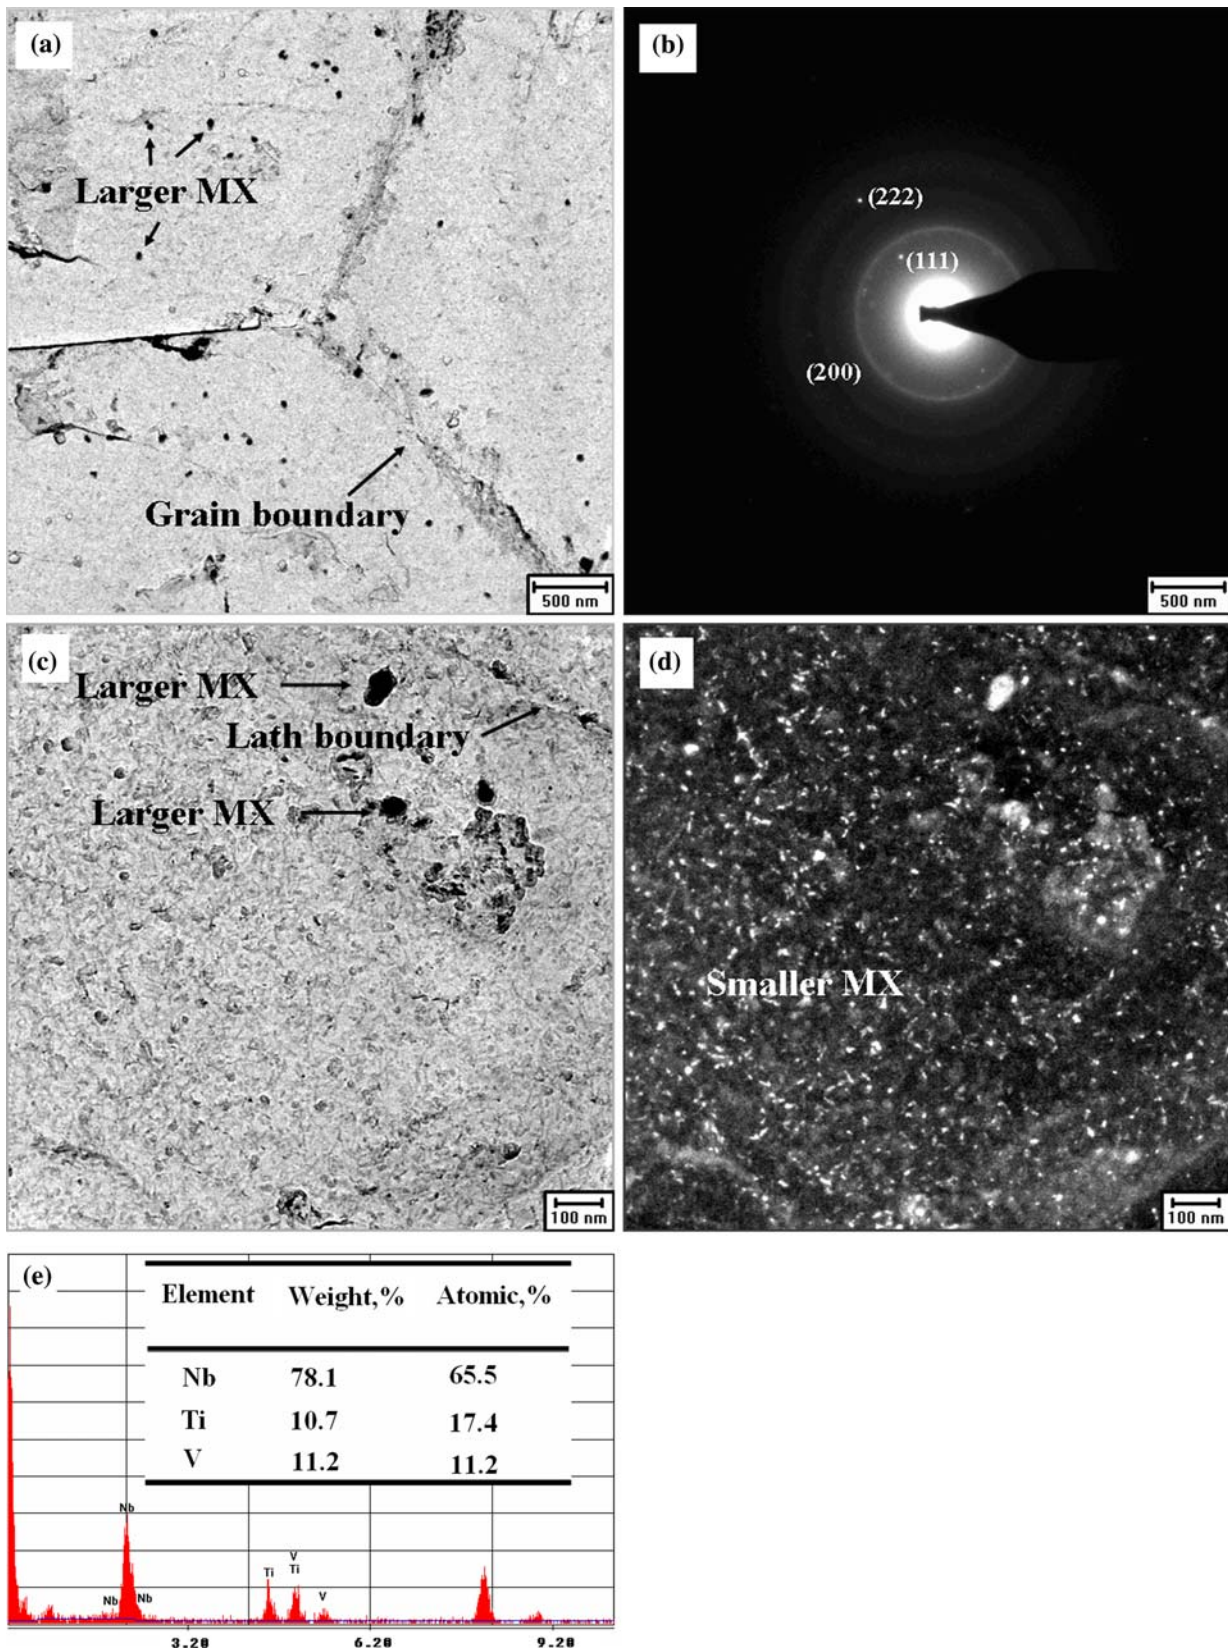 (a)
Larger MX
Grain boundary
500 nm
(b)
(222)
(111)
(200)
500 nm
(c)
Larger MX
Lath boundary
Larger MX
100 nm
(d)
Smaller MX
100 nm
(e)
Element Weight,% Atomic,%
Nb 78.1 65.5
Ti 10.7 17.4
V 11.2 11.2
Nb
Nb Nb
Ti
V
Ti
V
3.20 6.20 9.20